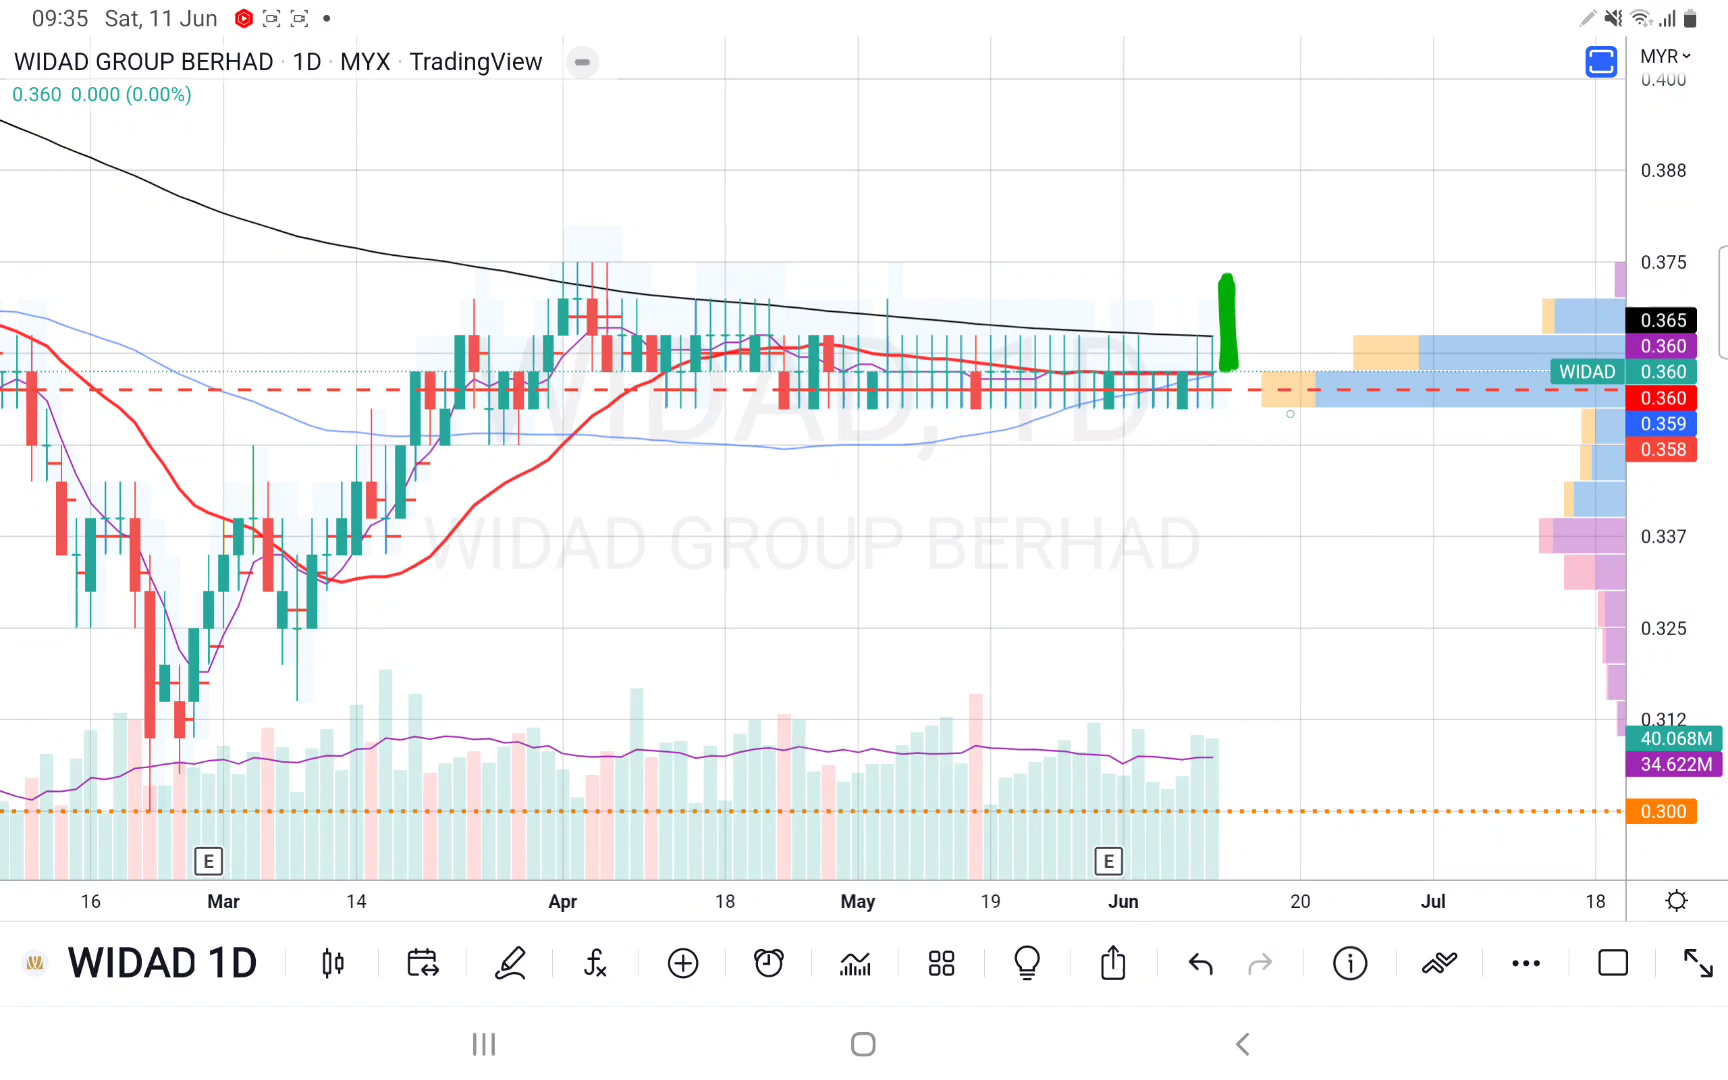 09:35 Sat, 11 Jun
WIDAD GROUP BERHAD · 1D · MYX · TradingView
0.360 0.000 (0.00%)
MYR
0.400
0.388
0.375
0.365
0.360
WIDAD 0.360
0.360
0.359
0.358
0.337
0.325
0.312
40.068M
34.622M
0.300
WIDAD, 1D
WIDAD GROUP BERHAD
E E
16 Mar 14 Apr 18 May 19 Jun 20 Jul 18
W WIDAD 1D